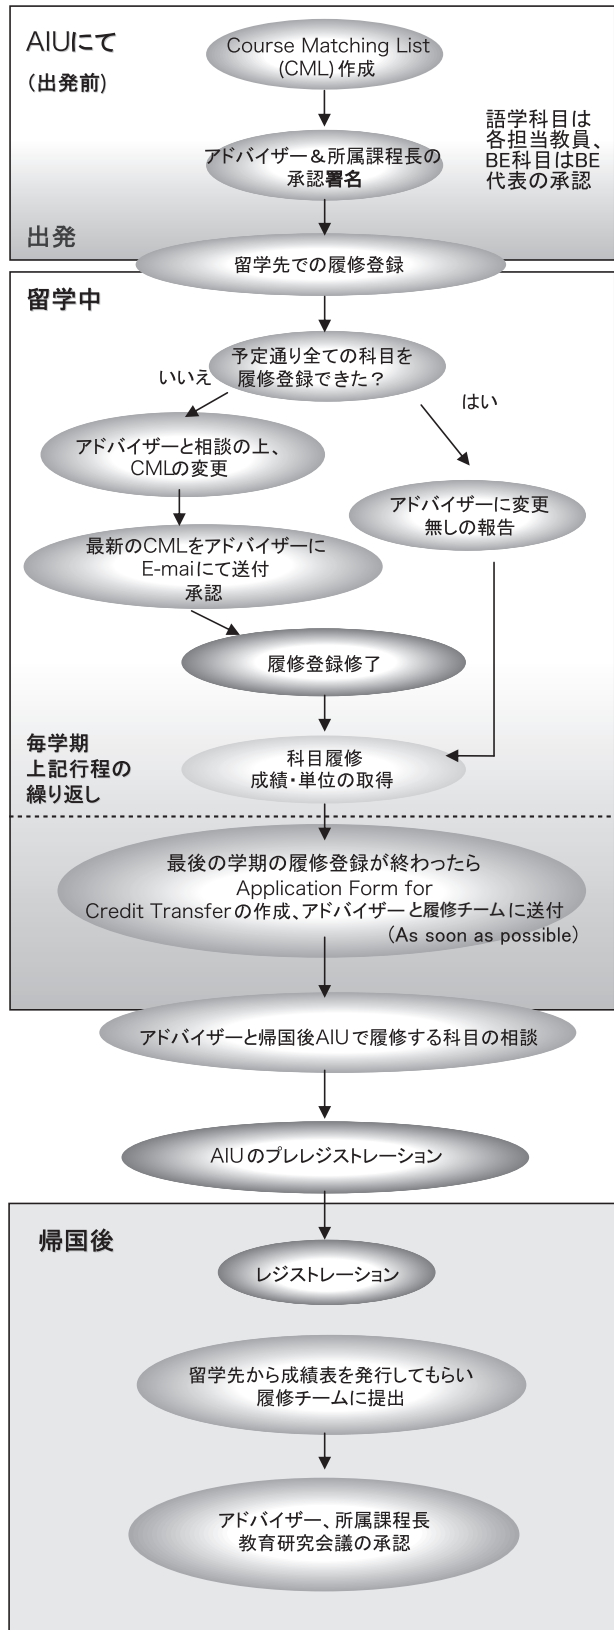 AIUにて
(出発前)
Course Matching List
(CML)作成
アドバイザー&所属課程長の
承認署名
語学科目は
各担当教員、
BE科目はBE
代表の承認
出発
留学先での履修登録
留学中
予定通り全ての科目を
履修登録できた？
いいえ
はい
アドバイザーと相談の上、
CMLの変更
アドバイザーに変更
無しの報告
最新のCMLをアドバイザーに
E-maiにて送付
承認
履修登録修了
毎学期
上記行程の
繰り返し
科目履修
成績・単位の取得
最後の学期の履修登録が終わったら
Application Form for
Credit Transferの作成、アドバイザーと履修チームに送付
(As soon as possible)
アドバイザーと帰国後AIUで履修する科目の相談
AIUのプレレジストレーション
帰国後
レジストレーション
留学先から成績表を発行してもらい
履修チームに提出
アドバイザー、所属課程長
教育研究会議の承認